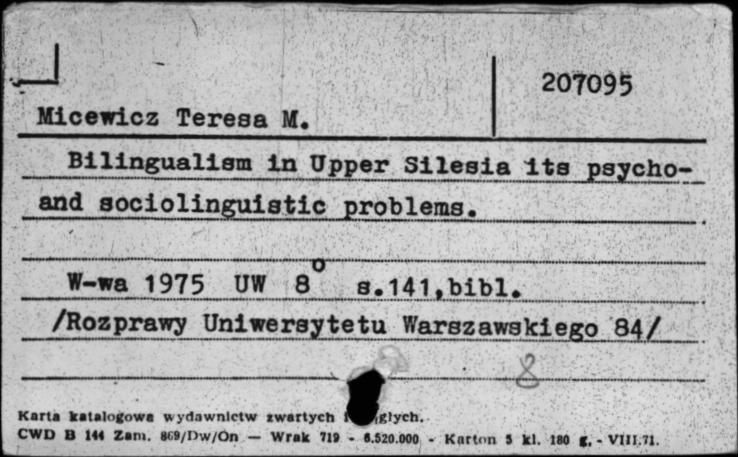 207095
Micewicz Teresa M.
Bilingualism in Upper Silesia its psycho-
and sociolinguistic problems.
W-wa 1975 UW 8° s.141,bibl.
/Rozprawy Uniwersytetu Warszawskiego 84/
8
Karta katalogowa wydawnictw zwartych
CWD B 144 Zam. 869/Dw/On — Wrak 719 - 6.520.000 - Karton 5 kl. 180 g. - VIII.71.